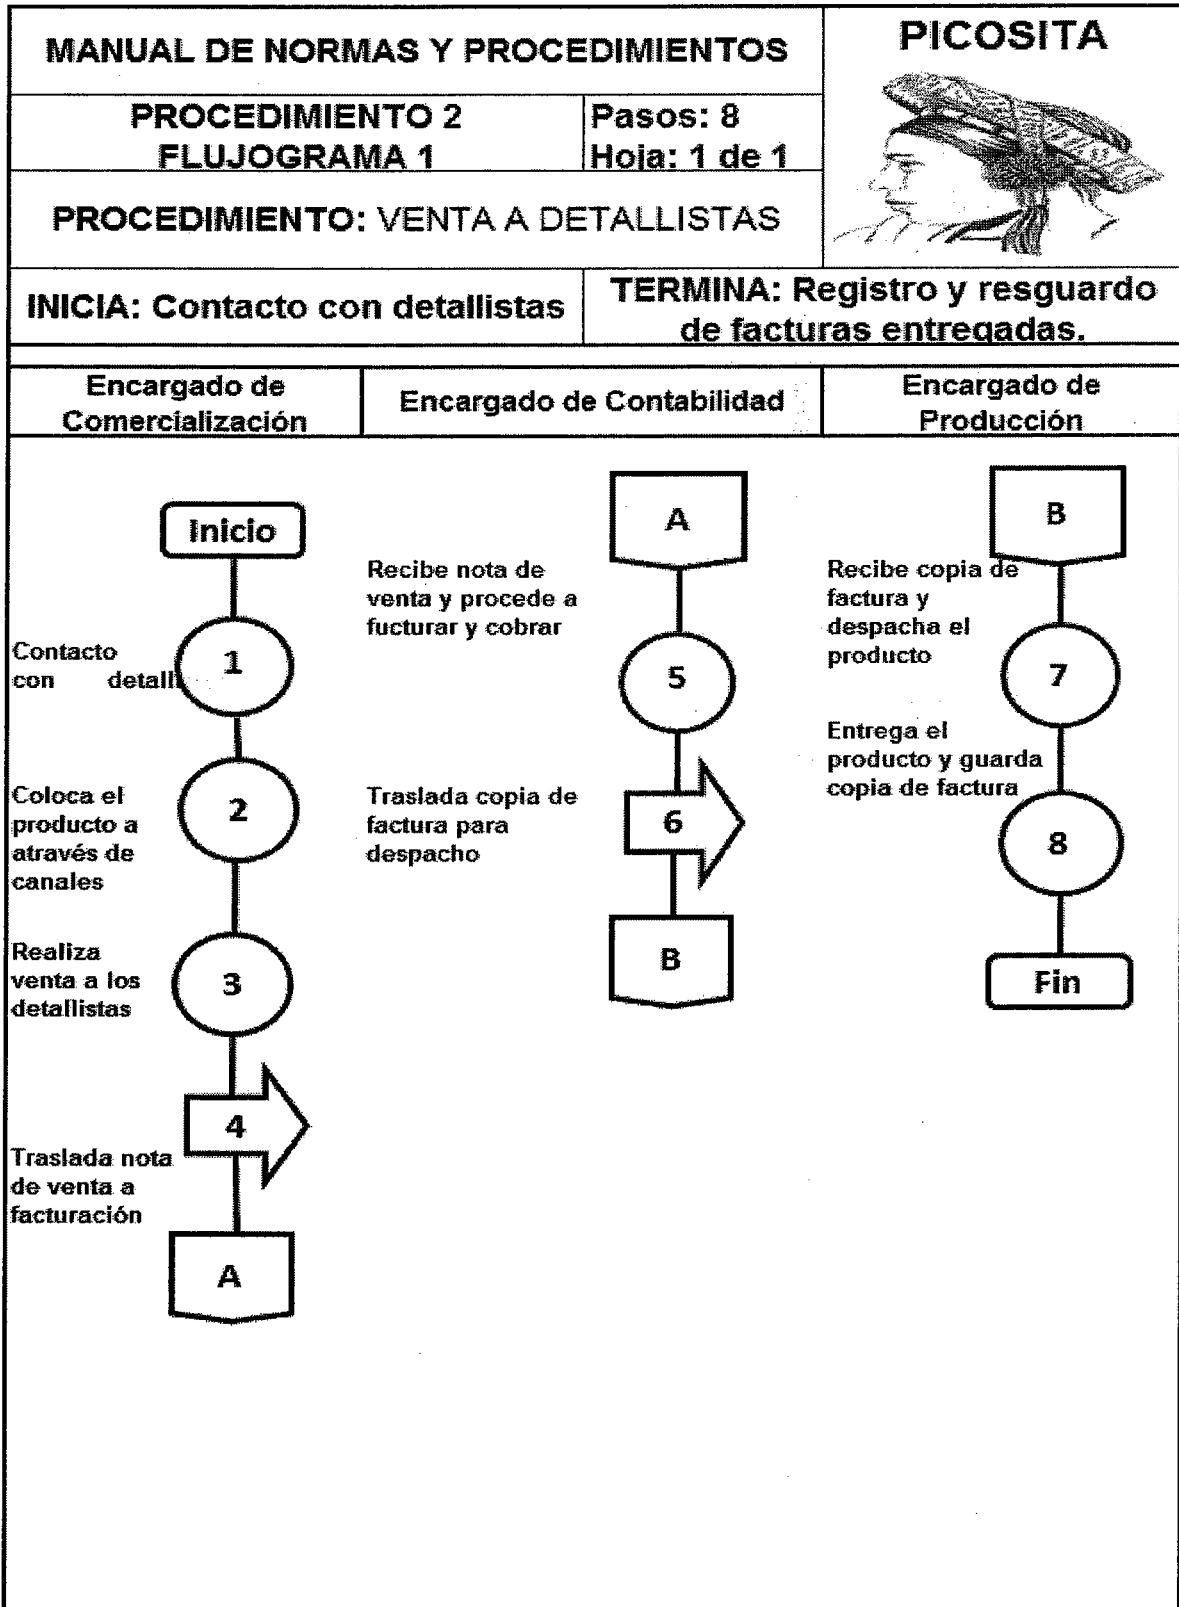 MANUAL DE NORMAS Y PROCEDIMIENTOS
PICOSITA
PROCEDIMIENTO 2
FLUJOGRAMA 1
Pasos: 8
Hoja: 1 de 1
PROCEDIMIENTO: VENTA A DETALLISTAS
INICIA: Contacto con detallistas
TERMINA: Registro y resguardo
de facturas entregadas.
Encargado de
Comercialización
Encargado de Contabilidad
Encargado de
Producción
Inicio
Contacto
con detalli
1
Coloca el
producto a
através de
canales
2
Realiza
venta a los
detallistas
3
4
Traslada nota
de venta a
facturación
A
A
Recibe nota de
venta y procede a
fucturar y cobrar
5
Traslada copia de
factura para
despacho
6
B
B
Recibe copia de
factura y
despacha el
producto
7
Entrega el
producto y guarda
copia de factura
8
Fin